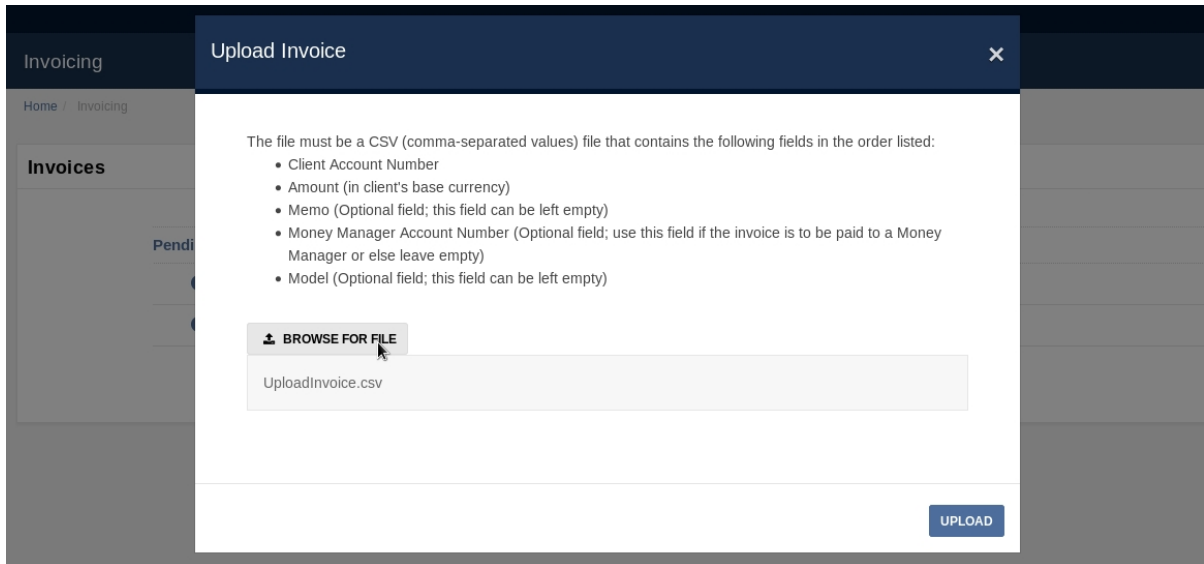 Upload Invoice
×
Invoicing
Home / Invoicing
Invoices
Pendi
The file must be a CSV (comma-separated values) file that contains the following fields in the order listed:
• Client Account Number
• Amount (in client's base currency)
• Memo (Optional field; this field can be left empty)
• Money Manager Account Number (Optional field; use this field if the invoice is to be paid to a Money
Manager or else leave empty)
• Model (Optional field; this field can be left empty)
BROWSE FOR FILE
UploadInvoice.csv
UPLOAD